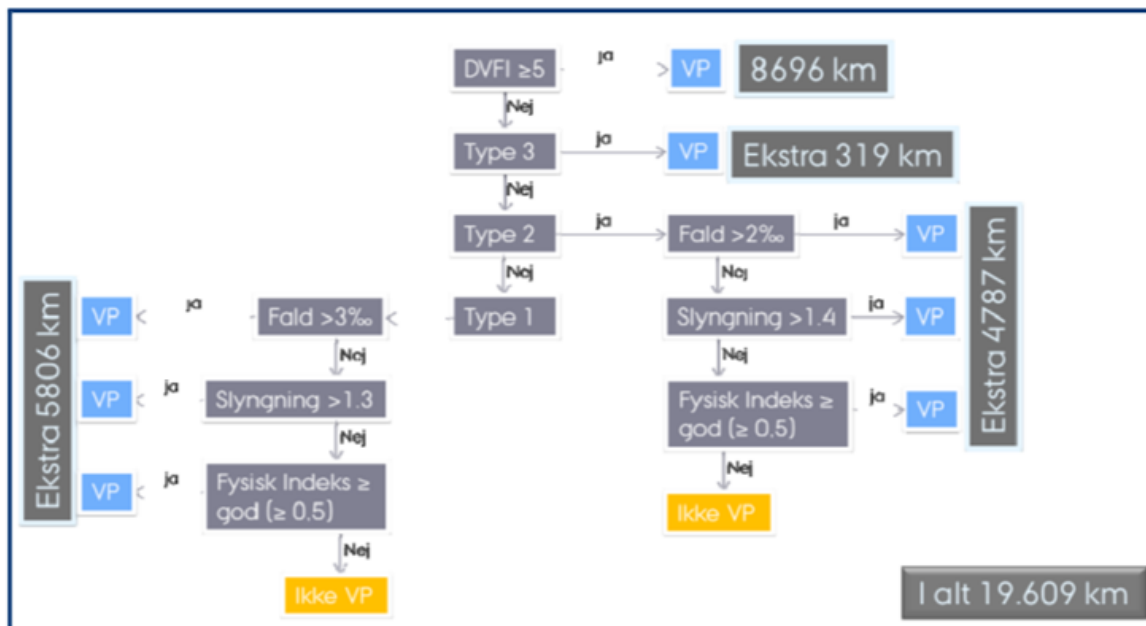 DVFI ≥5
ja
VP
8696 km
Nej
Type 3
ja
VP
Ekstra 319 km
Nej
Type 2
ja
Fald >2‰
ja
VP
Nej
Nej
Ekstra 4787 km
Ekstra 5806 km
VP
ja
Fald >3‰
Type 1
Slyngning >1.4
ja
VP
Nej
Nej
VP
ja
Slyngning >1.3
Fysisk Indeks ≥
god (≥ 0.5)
ja
VP
Nej
Nej
VP
ja
Fysisk Indeks ≥
god (≥ 0.5)
Ikke VP
Nej
Ikke VP
I alt 19.609 km